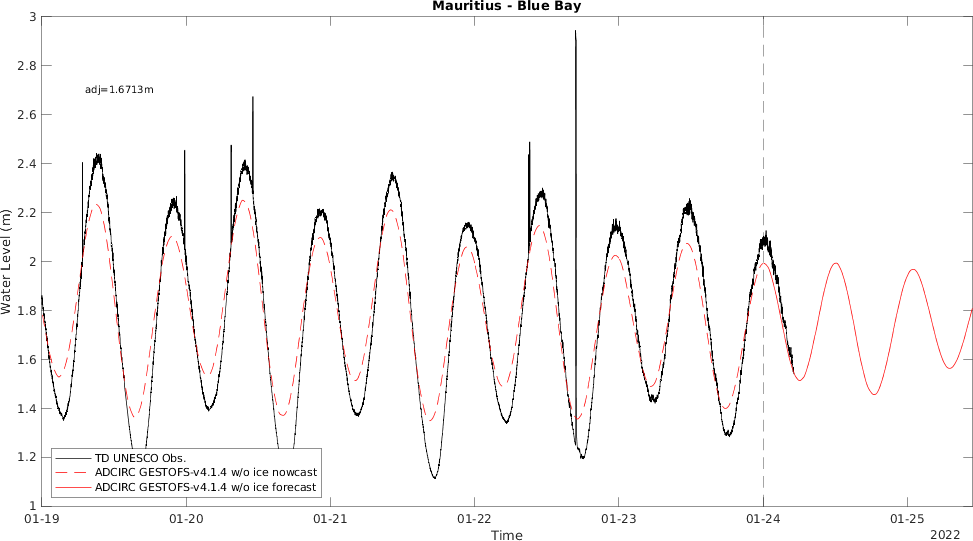 Mauritius - Blue Bay
3
2.8
2.6
2.4
2.2
2
1.8
1.6
1.4
1.2
1
Water Level (m)
adj=1.6713m
TD UNESCO Obs.
ADCIRC GESTOFS-v4.1.4 w/o ice nowcast
ADCIRC GESTOFS-v4.1.4 w/o ice forecast
01-19
01-20
01-21
01-22
01-23
01-24
01-25
Time
2022